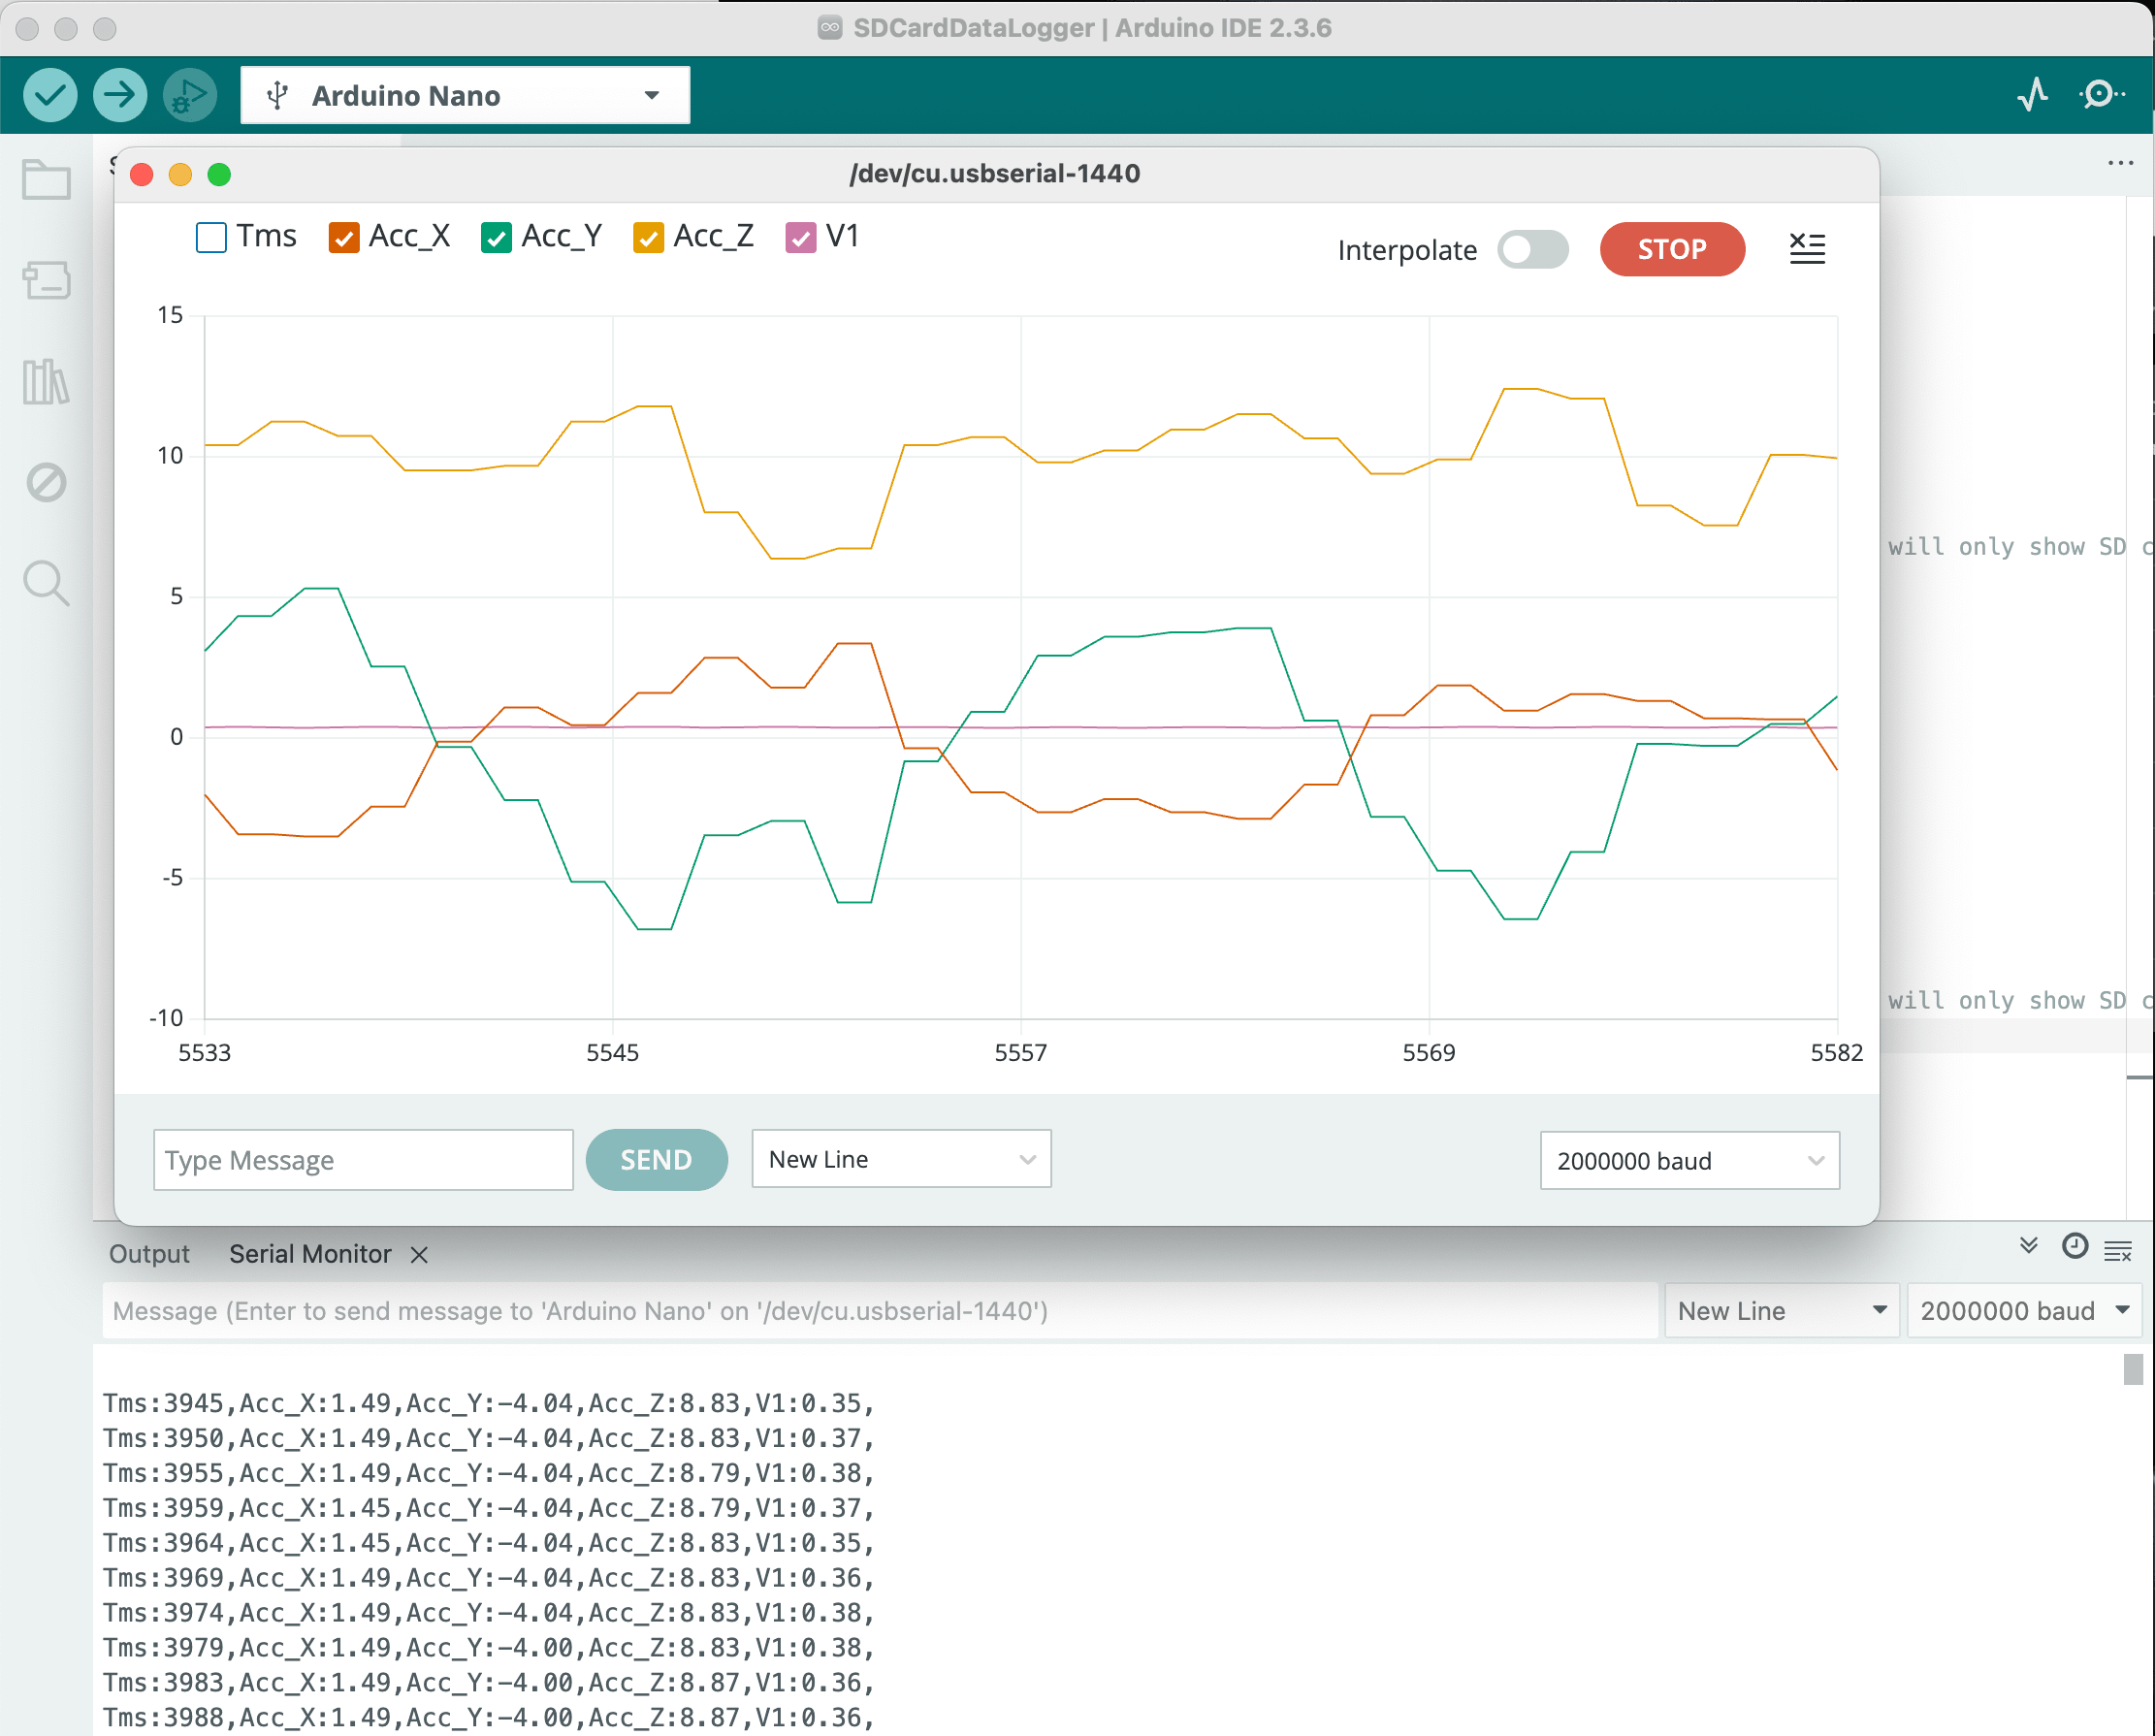 SDCardDataLogger | Arduino IDE 2.3.6
Arduino Nano
/dev/cu.usbserial-1440
Tms Acc_X Acc_Y Acc_Z V1
Interpolate STOP
15
10
5
0
-5
-10
5533 5545 5557 5569 5582
will only show SD c
will only show SD c
Type Message SEND New Line 2000000 baud
Output Serial Monitor
Message (Enter to send message to 'Arduino Nano' on '/dev/cu.usbserial-1440') New Line 2000000 baud
Tms:3945,Acc_X:1.49,Acc_Y:-4.04,Acc_Z:8.83,V1:0.35,
Tms:3950,Acc_X:1.49,Acc_Y:-4.04,Acc_Z:8.83,V1:0.37,
Tms:3955,Acc_X:1.49,Acc_Y:-4.04,Acc_Z:8.79,V1:0.38,
Tms:3959,Acc_X:1.45,Acc_Y:-4.04,Acc_Z:8.79,V1:0.37,
Tms:3964,Acc_X:1.45,Acc_Y:-4.04,Acc_Z:8.83,V1:0.35,
Tms:3969,Acc_X:1.49,Acc_Y:-4.04,Acc_Z:8.83,V1:0.36,
Tms:3974,Acc_X:1.49,Acc_Y:-4.04,Acc_Z:8.83,V1:0.38,
Tms:3979,Acc_X:1.49,Acc_Y:-4.00,Acc_Z:8.83,V1:0.38,
Tms:3983,Acc_X:1.49,Acc_Y:-4.00,Acc_Z:8.87,V1:0.36,
Tms:3988,Acc_X:1.49,Acc_Y:-4.00,Acc_Z:8.87,V1:0.36,